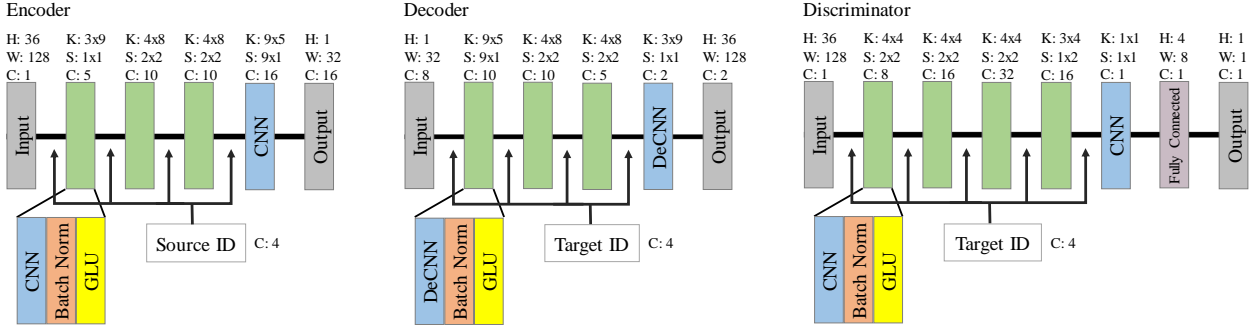 Encoder
H: 36 K: 3x9 K: 4x8 K: 4x8 K: 9x5 H: 1
W: 128 S: 1x1 S: 2x2 S: 2x2 S: 9x1 W: 32
C: 1 C: 5 C: 10 C: 10 C: 16 C: 16
Input
CNN
Output
Source ID C: 4
CNN
Batch Norm
GLU
Decoder
H: 1 K: 9x5 K: 4x8 K: 4x8 K: 3x9 H: 36
W: 32 S: 9x1 S: 2x2 S: 2x2 S: 1x1 W: 128
C: 8 C: 10 C: 10 C: 5 C: 2 C: 2
Input
DeCNN
Output
Target ID C: 4
DeCNN
Batch Norm
GLU
Discriminator
H: 36 K: 4x4 K: 4x4 K: 4x4 K: 3x4 K: 1x1 H: 4 H: 1
W: 128 S: 2x2 S: 2x2 S: 2x2 S: 1x2 S: 1x1 W: 8 W: 1
C: 1 C: 8 C: 16 C: 32 C: 16 C: 1 C: 1 C: 1
Input
CNN
Fully Connected
Output
Target ID C: 4
CNN
Batch Norm
GLU